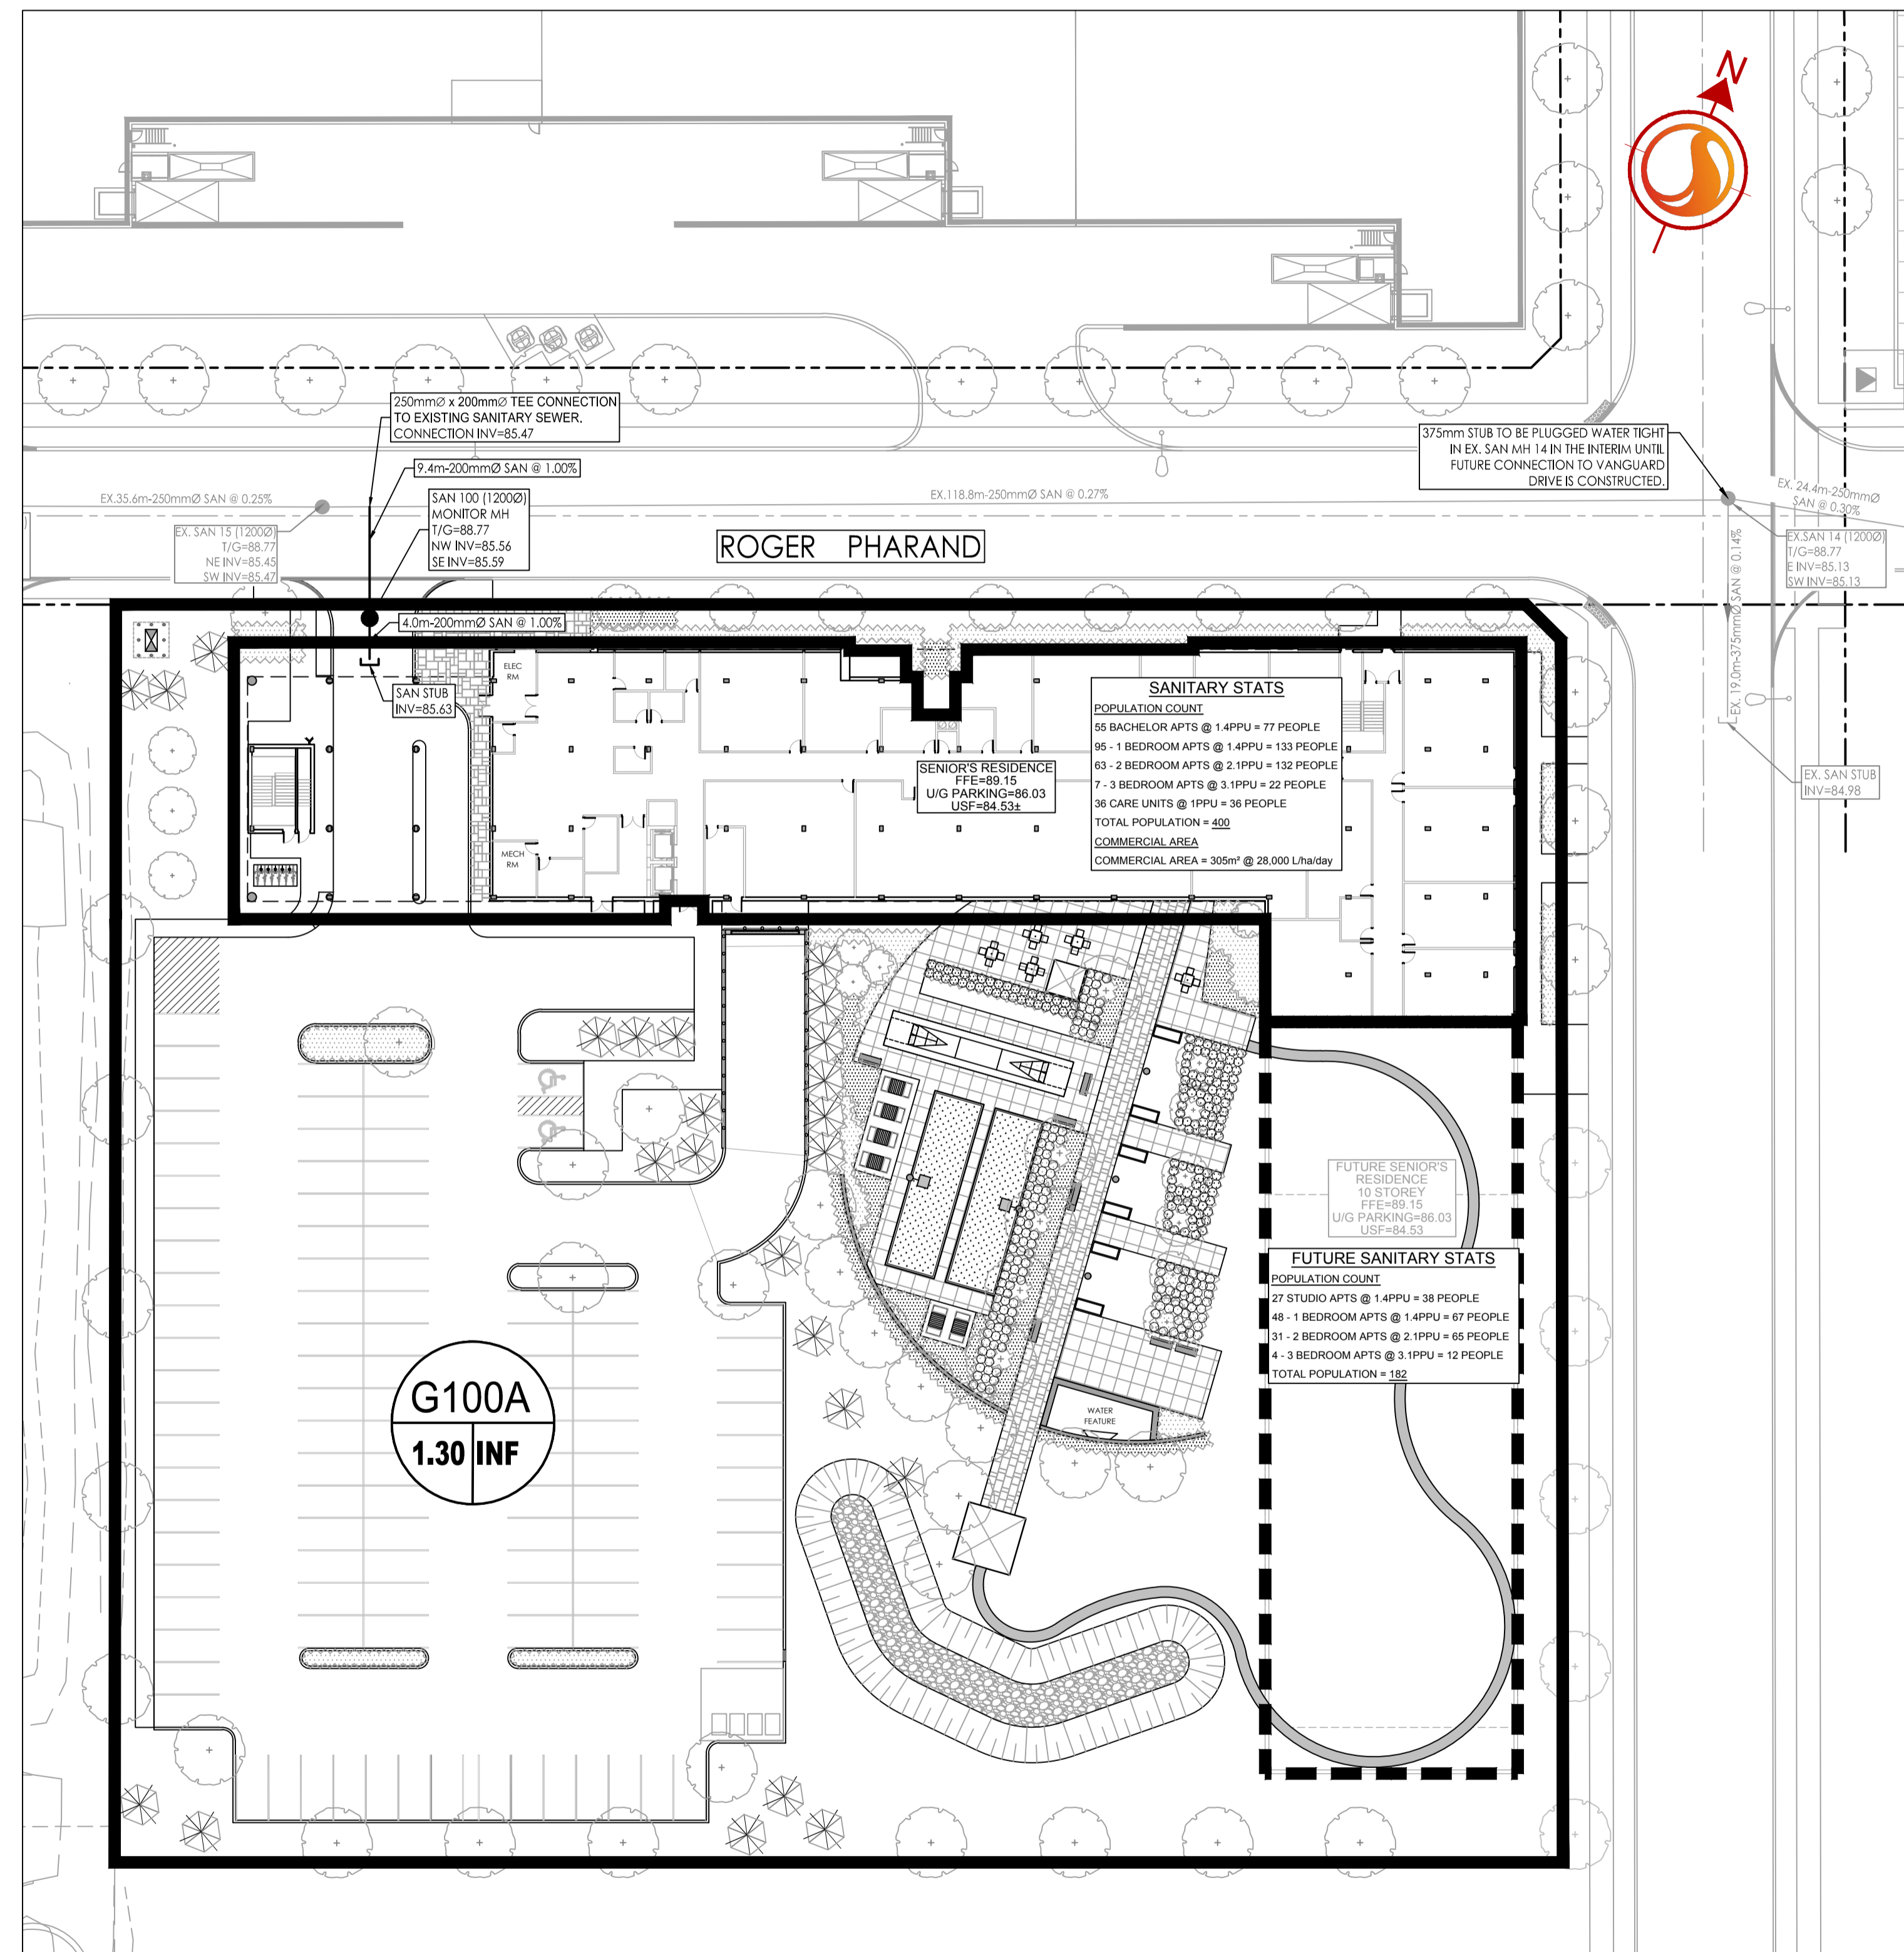 N
250mmØ x 200mmØ TEE CONNECTION
TO EXISTING SANITARY SEWER.
CONNECTION INV=85.47
9.4m-200mmØ SAN @ 1.00%
375mm STUB TO BE PLUGGED WATER TIGHT
IN EX. SAN MH 14 IN THE INTERIM UNTIL
FUTURE CONNECTION TO VANGUARD
DRIVE IS CONSTRUCTED.
EX.35.6m-250mmØ SAN @ 0.25%
SAN 100 (1200Ø)
MONITOR MH
T/G=88.77
NW INV=85.56
SE INV=85.59
EX.118.8m-250mmØ SAN @ 0.27%
EX. 24.4m-250mmØ
SAN @ 0.30%
EX. SAN 15 (1200Ø)
T/G=88.77
NE INV=85.45
SW INV=85.47
ROGER PHARAND
EX.SAN 14 (1200Ø)
T/G=88.77
E INV=85.13
SW INV=85.13
EX. 19.0m-375mmØ SAN @ 0.14%
4.0m-200mmØ SAN @ 1.00%
SAN STUB
INV=85.63
ELEC
RM
MECH
RM
SENIOR'S RESIDENCE
FFE=89.15
U/G PARKING=86.03
USF=84.53±
SANITARY STATS
POPULATION COUNT
55 BACHELOR APTS @ 1.4PPU = 77 PEOPLE
95 - 1 BEDROOM APTS @ 1.4PPU = 133 PEOPLE
63 - 2 BEDROOM APTS @ 2.1PPU = 132 PEOPLE
7 - 3 BEDROOM APTS @ 3.1PPU = 22 PEOPLE
36 CARE UNITS @ 1PPU = 36 PEOPLE
TOTAL POPULATION = 400
COMMERCIAL AREA
COMMERCIAL AREA = 305m² @ 28,000 L/ha/day
EX. SAN STUB
INV=84.98
FUTURE SENIOR'S
RESIDENCE
10 STOREY
FFE=89.15
U/G PARKING=86.03
USF=84.53
FUTURE SANITARY STATS
POPULATION COUNT
27 STUDIO APTS @ 1.4PPU = 38 PEOPLE
48 - 1 BEDROOM APTS @ 1.4PPU = 67 PEOPLE
31 - 2 BEDROOM APTS @ 2.1PPU = 65 PEOPLE
4 - 3 BEDROOM APTS @ 3.1PPU = 12 PEOPLE
TOTAL POPULATION = 182
G100A
1.30 INF
WATER
FEATURE